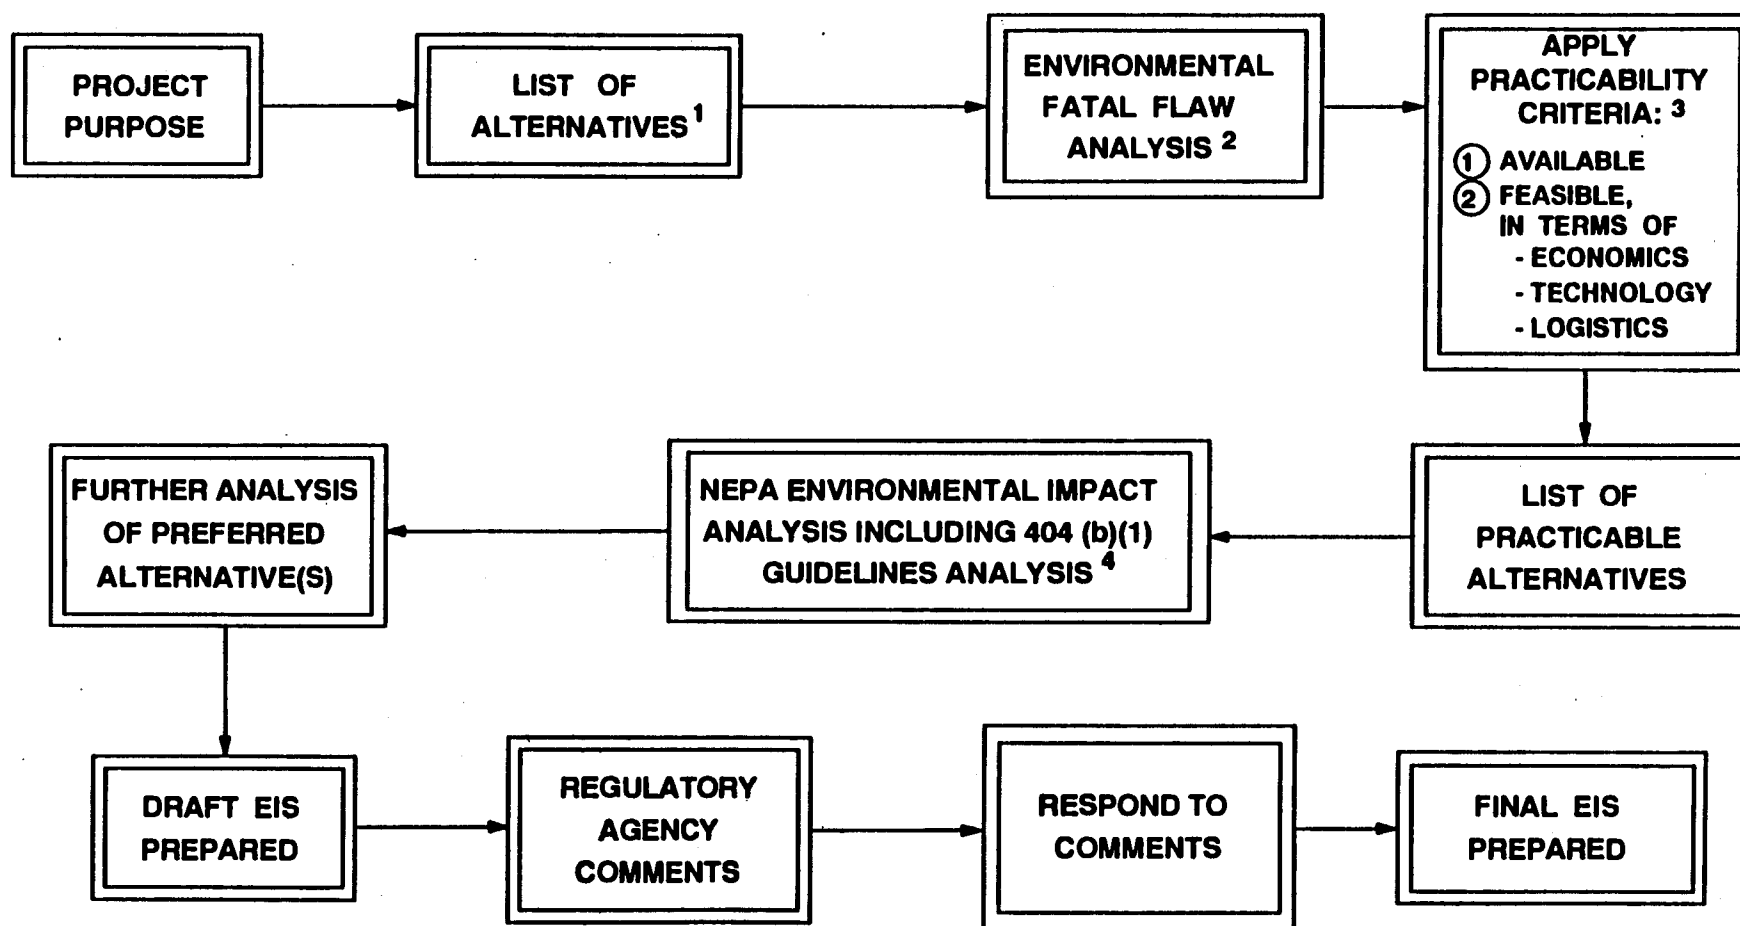 PROJECT
PURPOSE
LIST OF
ALTERNATIVES 1
ENVIRONMENTAL
FATAL FLAW
ANALYSIS 2
APPLY
PRACTICABILITY
CRITERIA: 3
1 AVAILABLE
2 FEASIBLE,
IN TERMS OF
- ECONOMICS
- TECHNOLOGY
- LOGISTICS
LIST OF
PRACTICABLE
ALTERNATIVES
NEPA ENVIRONMENTAL IMPACT
ANALYSIS INCLUDING 404 (b)(1)
GUIDELINES ANALYSIS 4
FURTHER ANALYSIS
OF PREFERRED
ALTERNATIVE(S)
DRAFT EIS
PREPARED
REGULATORY
AGENCY
COMMENTS
RESPOND TO
COMMENTS
FINAL EIS
PREPARED